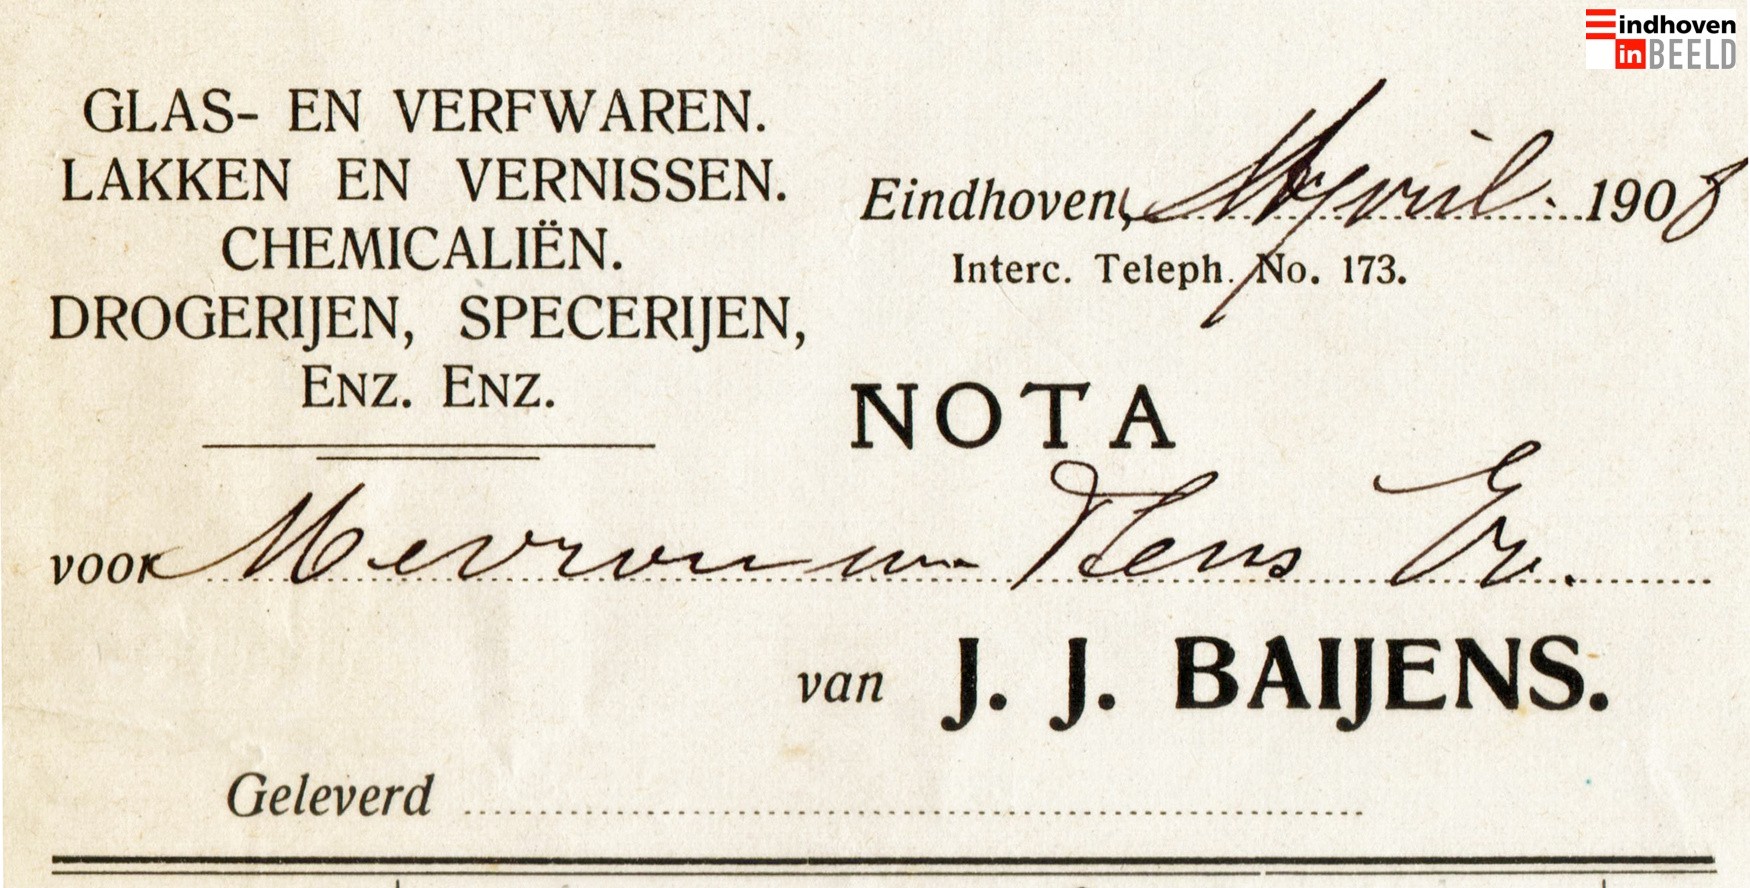 Eindhoven
in BEELD
GLAS- EN VERFWAREN.
LAKKEN EN VERNISSEN.
CHEMICALIËN.
DROGERIJEN, SPECERIJEN,
ENZ. ENZ.
Eindhoven, April. 1908
Interc. Teleph. No. 173.
NOTA
voor Mevrouw
van J. J. BAIJENS.
Geleverd